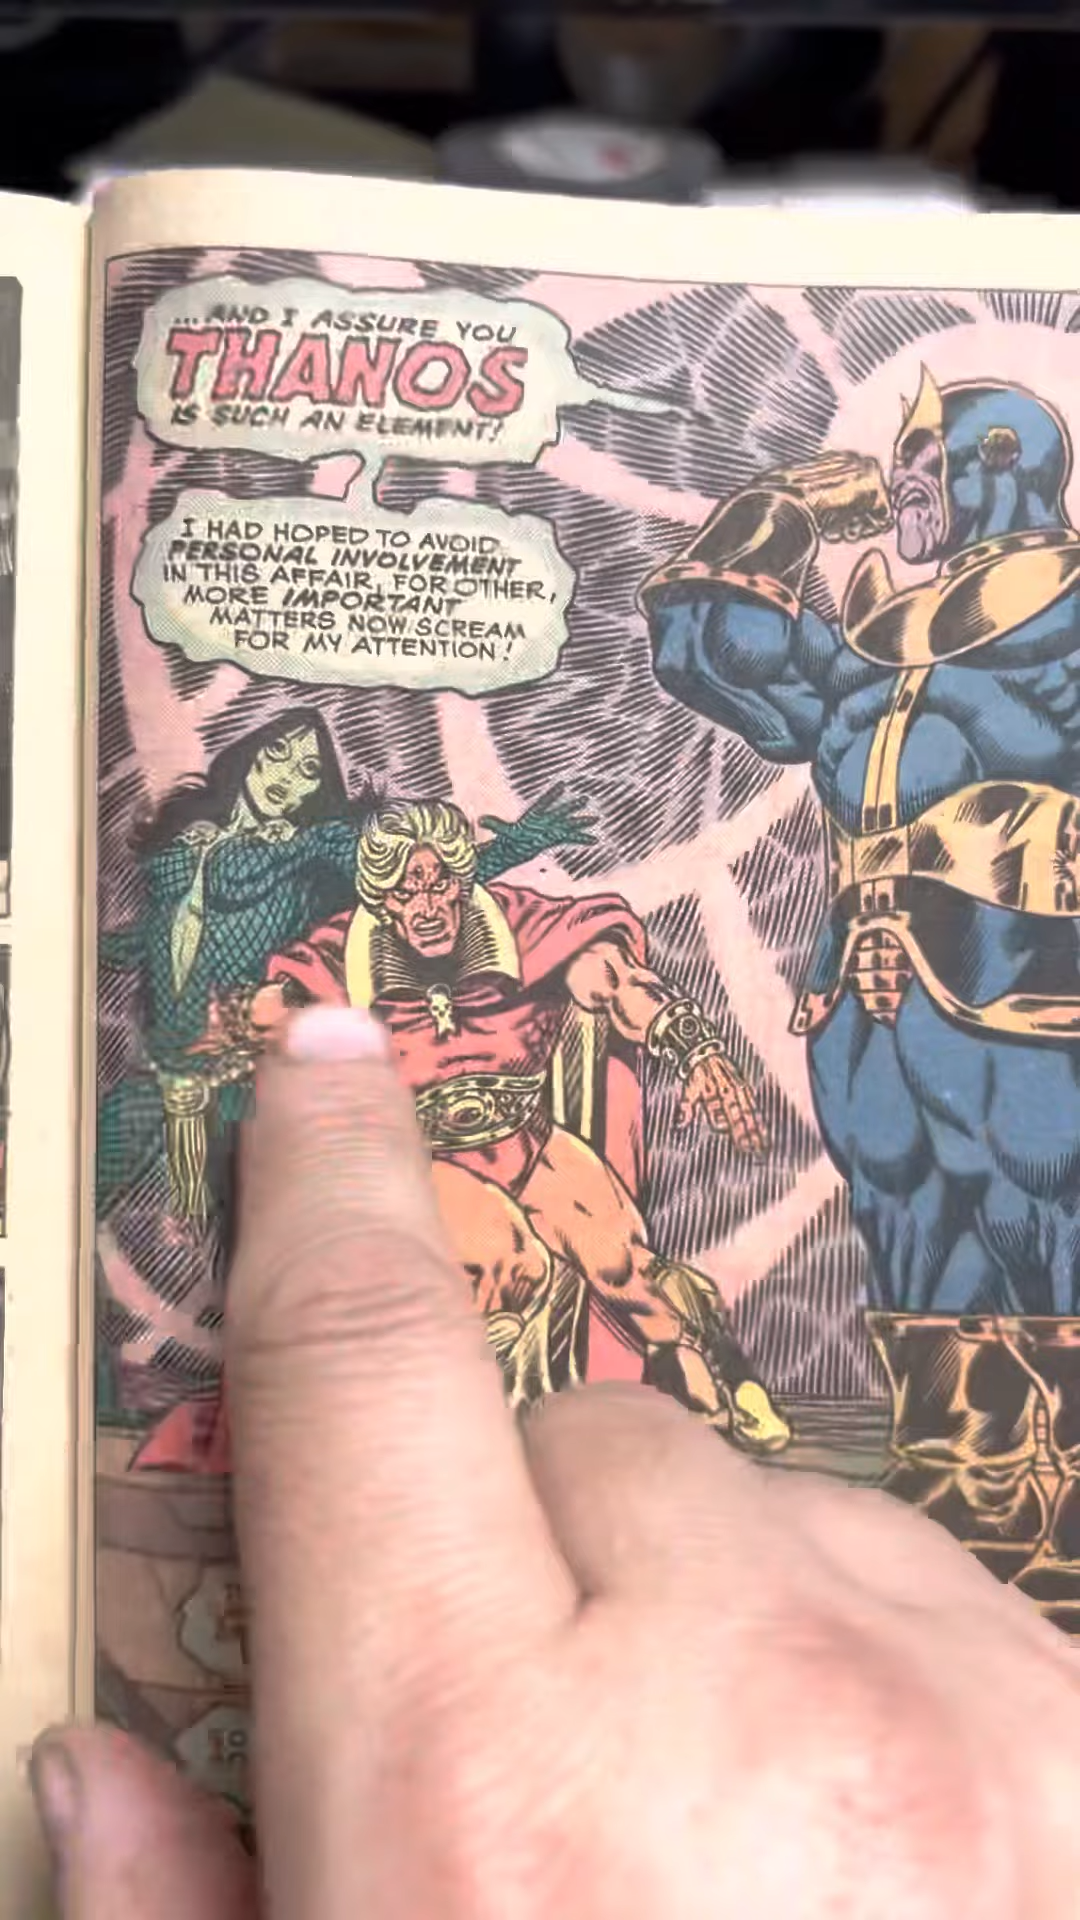 ...AND I ASSURE YOU
THANOS
IS SUCH AN ELEMENT!
I HAD HOPED TO AVOID
PERSONAL INVOLVEMENT
IN THIS AFFAIR, FOR OTHER,
MORE IMPORTANT
MATTERS NOW SCREAM
FOR MY ATTENTION!